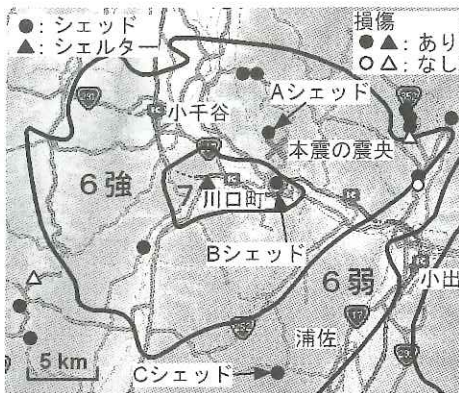 ●：シェッド
▲：シェルター
損傷
●▲：あり
○△：なし
Aシェッド
小千谷
本震の震央
6強
7
川口町
Bシェッド
6弱
小出
252
浦佐
Cシェッド
5 km